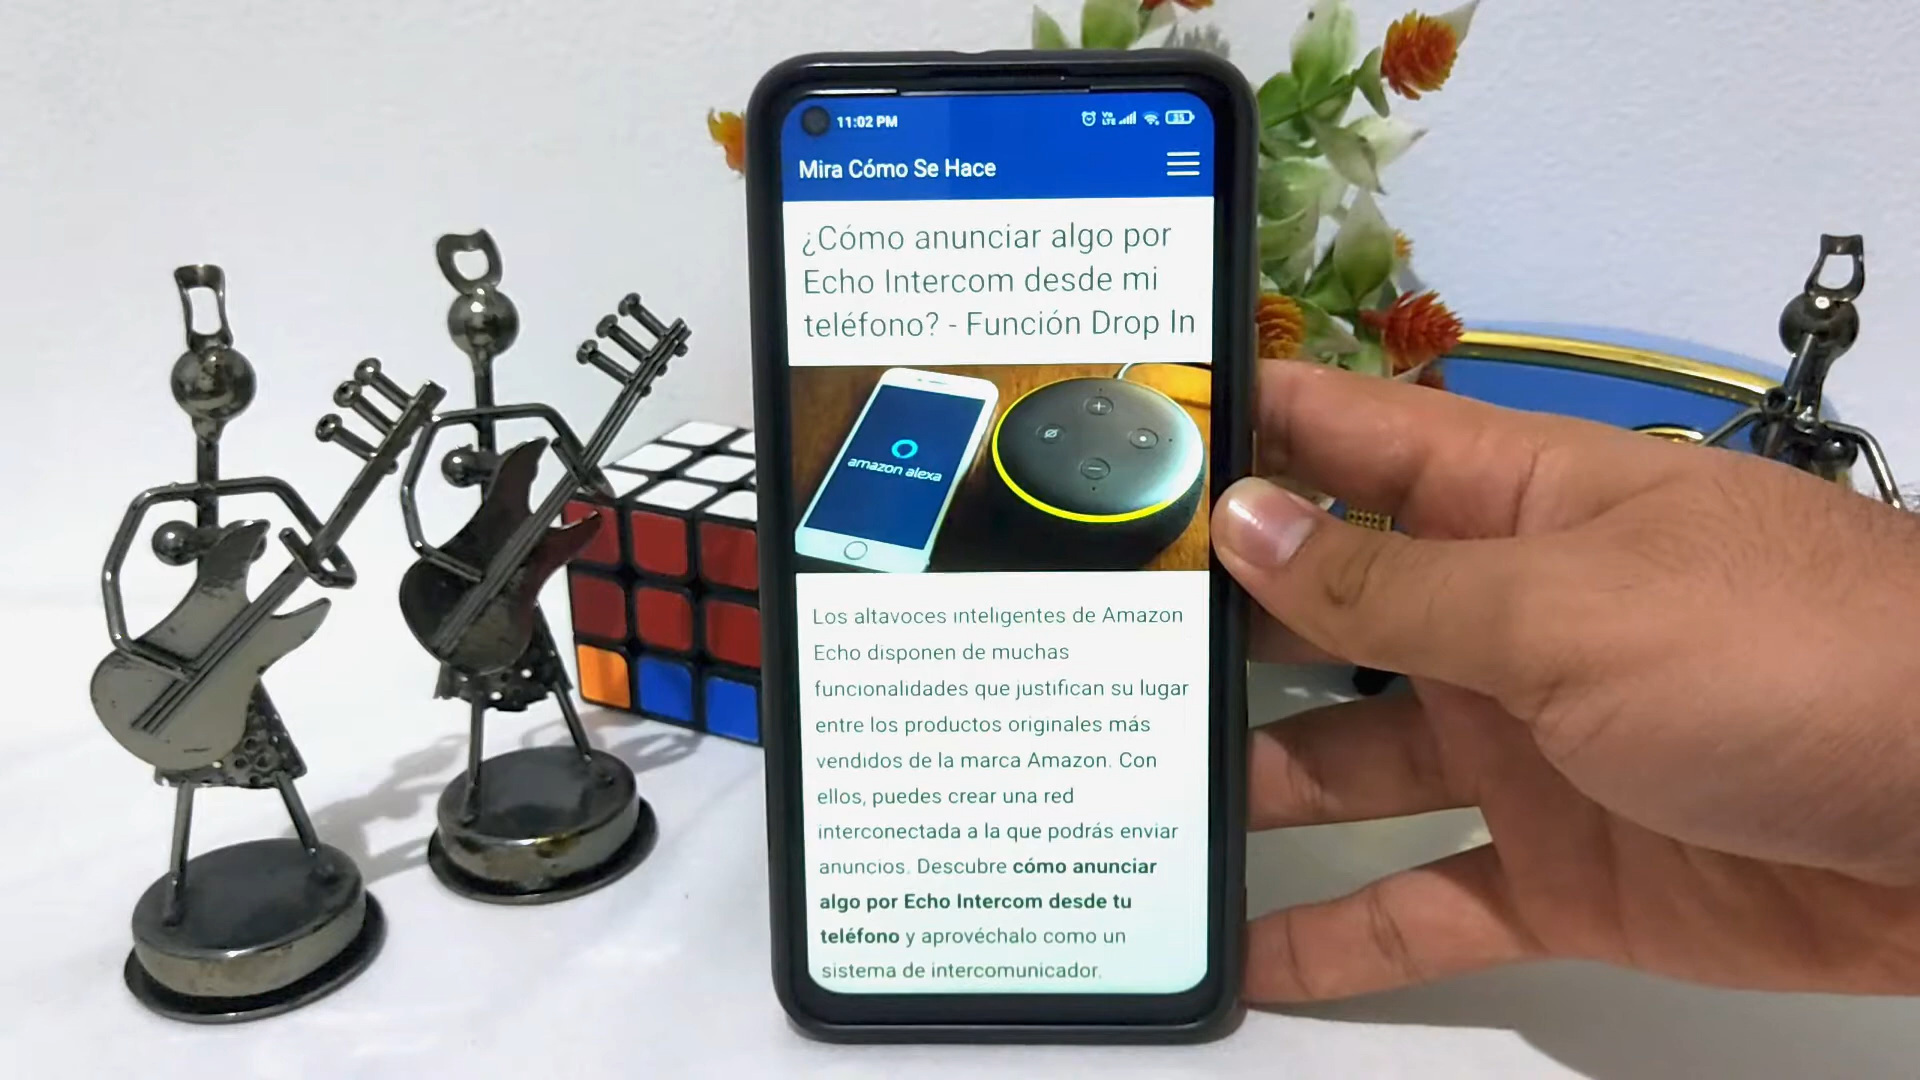 11:02 PM
Vo
LTE
35
Mira Cómo Se Hace
¿Cómo anunciar algo por
Echo Intercom desde mi
teléfono? - Función Drop In
amazon alexa
Los altavoces inteligentes de Amazon
Echo disponen de muchas
funcionalidades que justifican su lugar
entre los productos originales más
vendidos de la marca Amazon. Con
ellos, puedes crear una red
interconectada a la que podrás enviar
anuncios. Descubre cómo anunciar
algo por Echo Intercom desde tu
teléfono y aprovéchalo como un
sistema de intercomunicador.